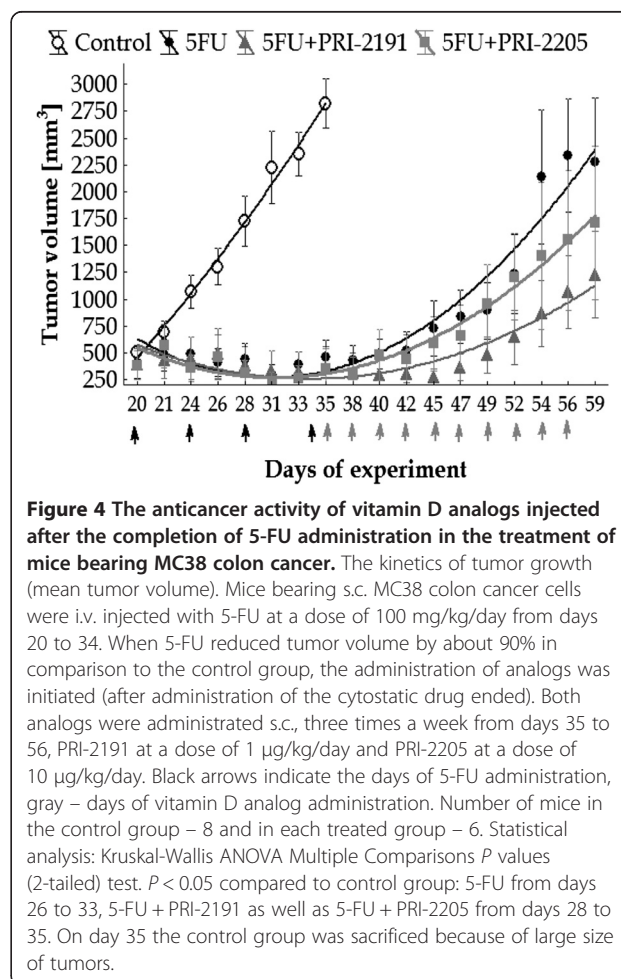 Control 5FU 5FU+PRI-2191 5FU+PRI-2205
Tumor volume [mm³]
3000
2750
2500
2250
2000
1750
1500
1250
1000
750
500
250
20 21 24 26 28 31 33 35 38 40 42 45 47 49 52 54 56 59
Days of experiment
Figure 4 The anticancer activity of vitamin D analogs injected
after the completion of 5-FU administration in the treatment of
mice bearing MC38 colon cancer. The kinetics of tumor growth
(mean tumor volume). Mice bearing s.c. MC38 colon cancer cells
were i.v. injected with 5-FU at a dose of 100 mg/kg/day from days
20 to 34. When 5-FU reduced tumor volume by about 90% in
comparison to the control group, the administration of analogs was
initiated (after administration of the cytostatic drug ended). Both
analogs were administrated s.c., three times a week from days 35 to
56, PRI-2191 at a dose of 1 μg/kg/day and PRI-2205 at a dose of
10 μg/kg/day. Black arrows indicate the days of 5-FU administration,
gray – days of vitamin D analog administration. Number of mice in
the control group – 8 and in each treated group – 6. Statistical
analysis: Kruskal-Wallis ANOVA Multiple Comparisons P values
(2-tailed) test. P < 0.05 compared to control group: 5-FU from days
26 to 33, 5-FU + PRI-2191 as well as 5-FU + PRI-2205 from days 28 to
35. On day 35 the control group was sacrificed because of large size
of tumors.